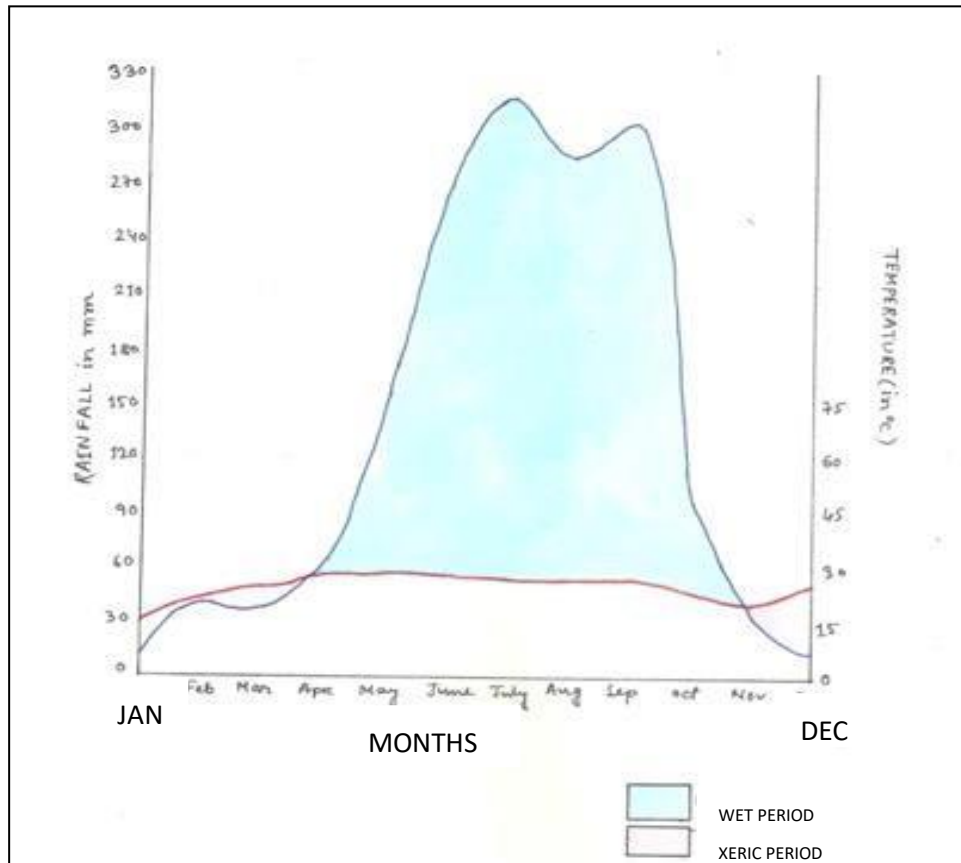 330
300
270
240
210
180
150
120
90
60
30
0
RAINFALL in mm
75
60
45
30
15
0
TEMPERATURE (in °C)
Feb Mar Apr May June July Aug Sep oct Nov.
JAN
DEC
MONTHS
WET PERIOD
XERIC PERIOD